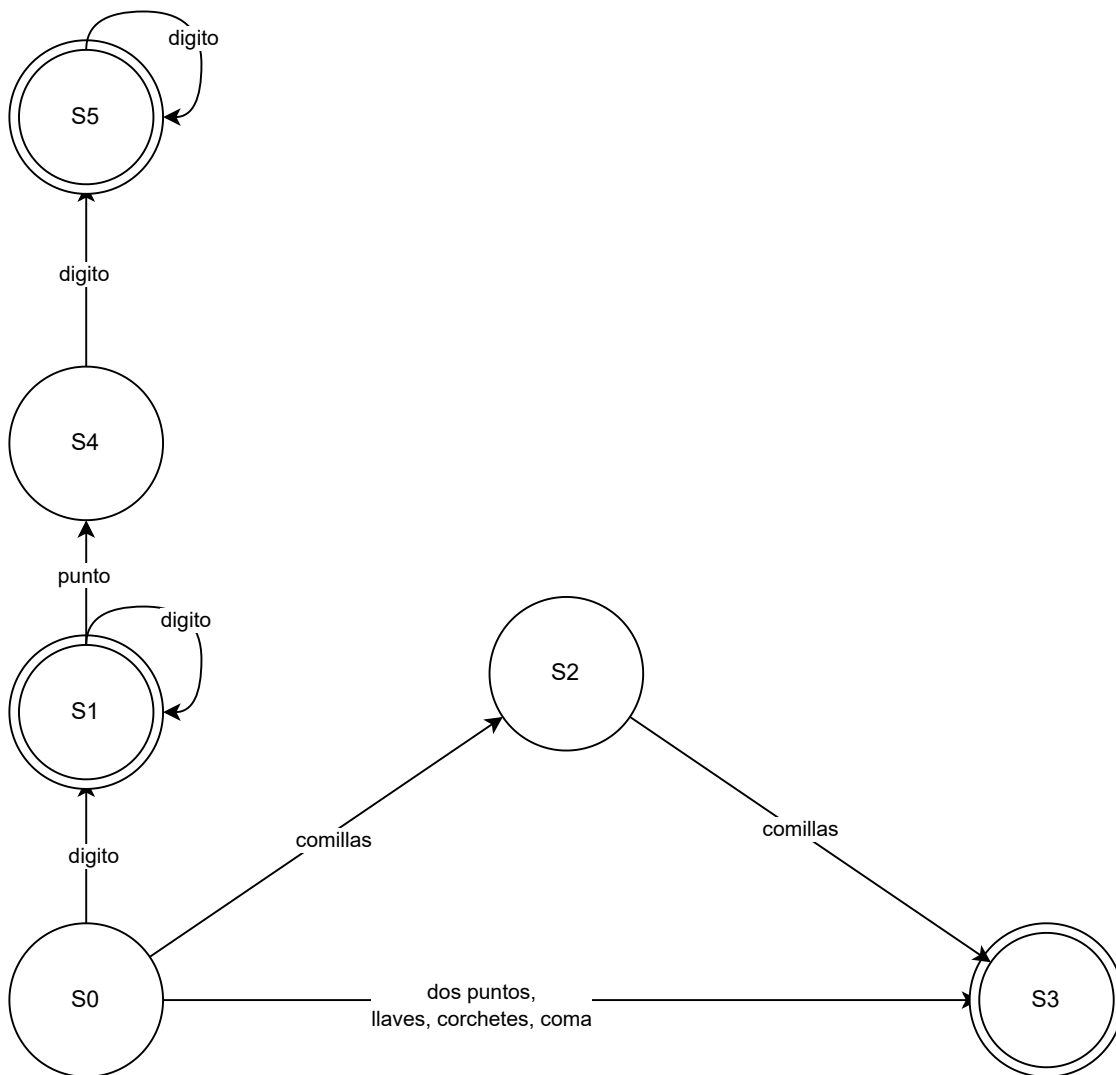 digito
S5
digito
S4
punto
digito
S1
S2
digito
comillas
comillas
S0
dos puntos,
llaves, corchetes, coma
S3